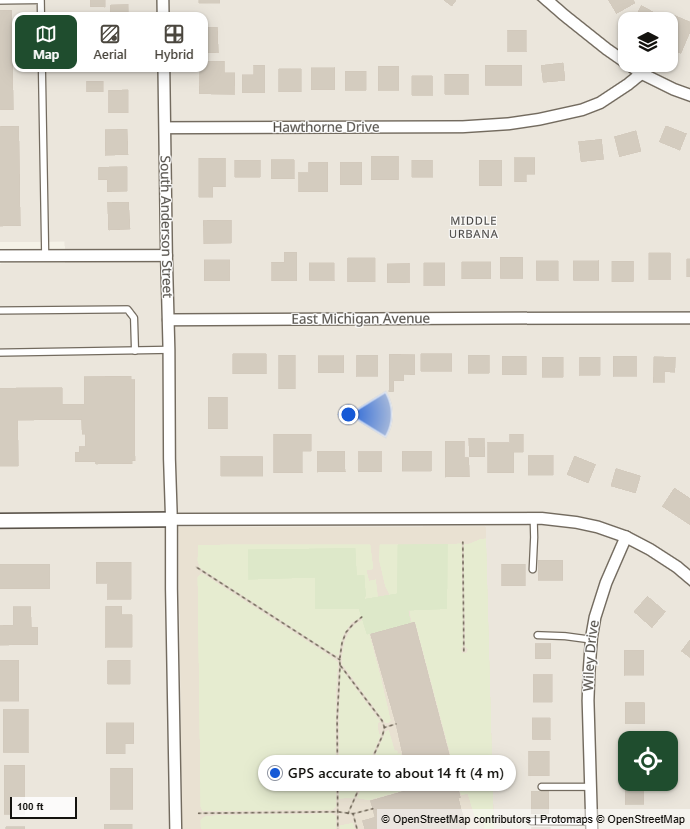 Map
Aerial
Hybrid
Hawthorne Drive
South Anderson Street
MIDDLE
URBANA
East Michigan Avenue
Wiley Drive
GPS accurate to about 14 ft (4 m)
100 ft
© OpenStreetMap contributors | Protomaps © OpenStreetMap